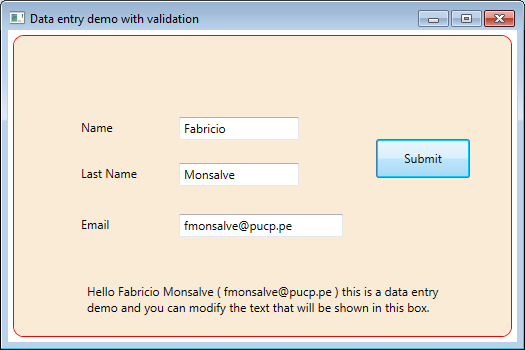 Data entry demo with validation
Name
Fabricio
Submit
Last Name
Monsalve
Email
fmonsalve@pucp.pe
Hello Fabricio Monsalve ( fmonsalve@pucp.pe ) this is a data entry
demo and you can modify the text that will be shown in this box.